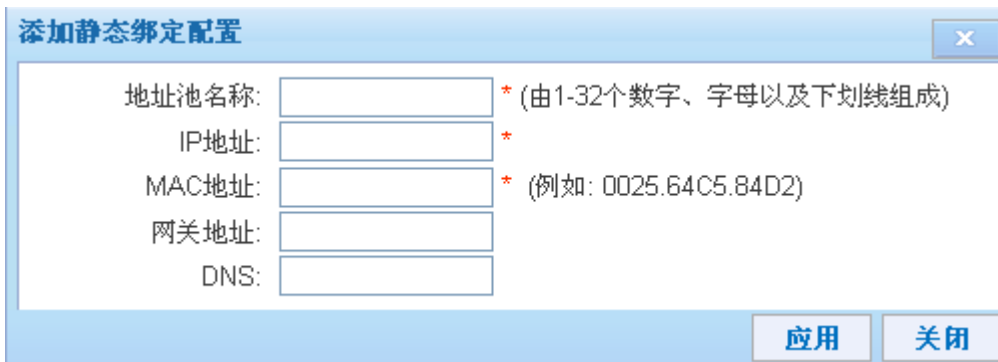 添加静态绑定配置
×
地址池名称: * (由1-32个数字、字母以及下划线组成)
IP地址: *
MAC地址: * (例如: 0025.64C5.84D2)
网关地址:
DNS:
应用 关闭